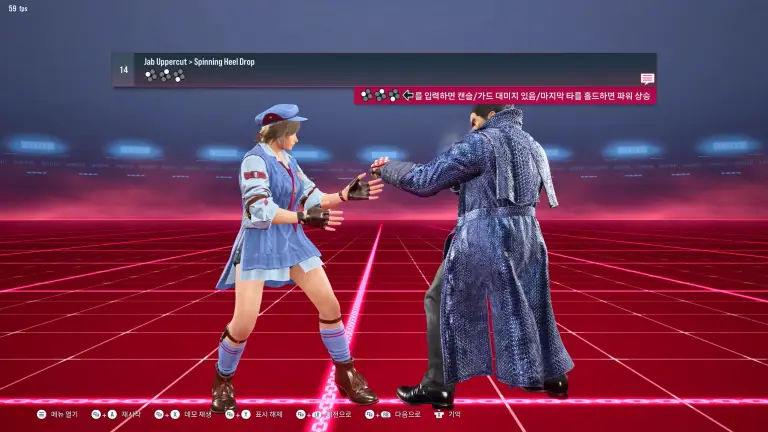 59 fps
14 Jab Uppercut > Spinning Heel Drop
를 입력하면 캔슬/가드 대미지 있음/마지막 타를 홀드하면 파워 상승
메뉴 열기 재시작 데모 재생 표시 해제 이전으로 다음으로 기억